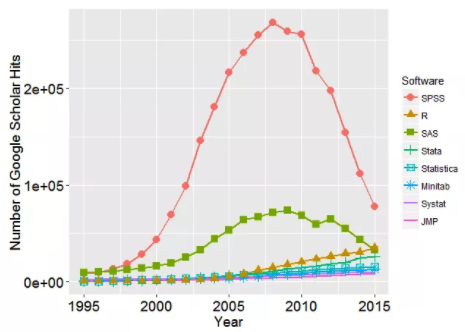 Number of Google Scholar Hits
2e+05
1e+05
0e+00
1995
2000
2005
2010
2015
Year
Software
SPSS
R
SAS
Stata
Statistica
Minitab
Systat
JMP